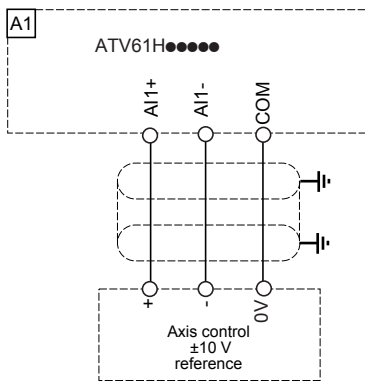 A1
ATV61H●●●●●
AI1+
AI1-
COM
+
-
0V
Axis control
±10 V
reference